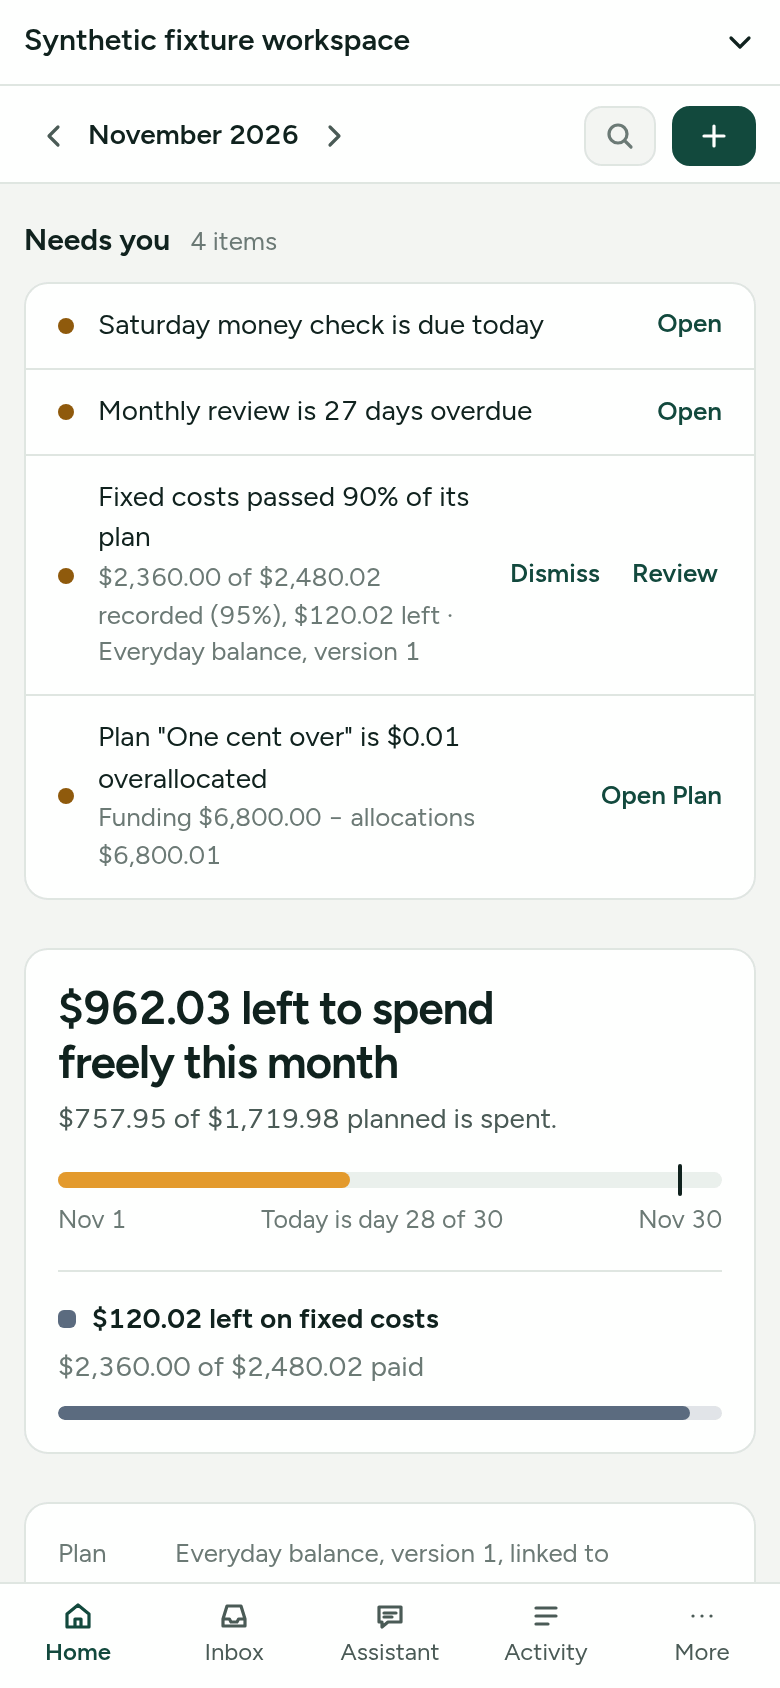 Synthetic fixture workspace
November 2026
Needs you 4 items
Saturday money check is due today Open
Monthly review is 27 days overdue Open
Fixed costs passed 90% of its
plan
$2,360.00 of $2,480.02
recorded (95%), $120.02 left ·
Everyday balance, version 1
Dismiss Review
Plan "One cent over" is $0.01
overallocated
Funding $6,800.00 − allocations
$6,800.01
Open Plan
$962.03 left to spend
freely this month
$757.95 of $1,719.98 planned is spent.
Nov 1 Today is day 28 of 30 Nov 30
$120.02 left on fixed costs
$2,360.00 of $2,480.02 paid
Plan Everyday balance, version 1, linked to
Home Inbox Assistant Activity More